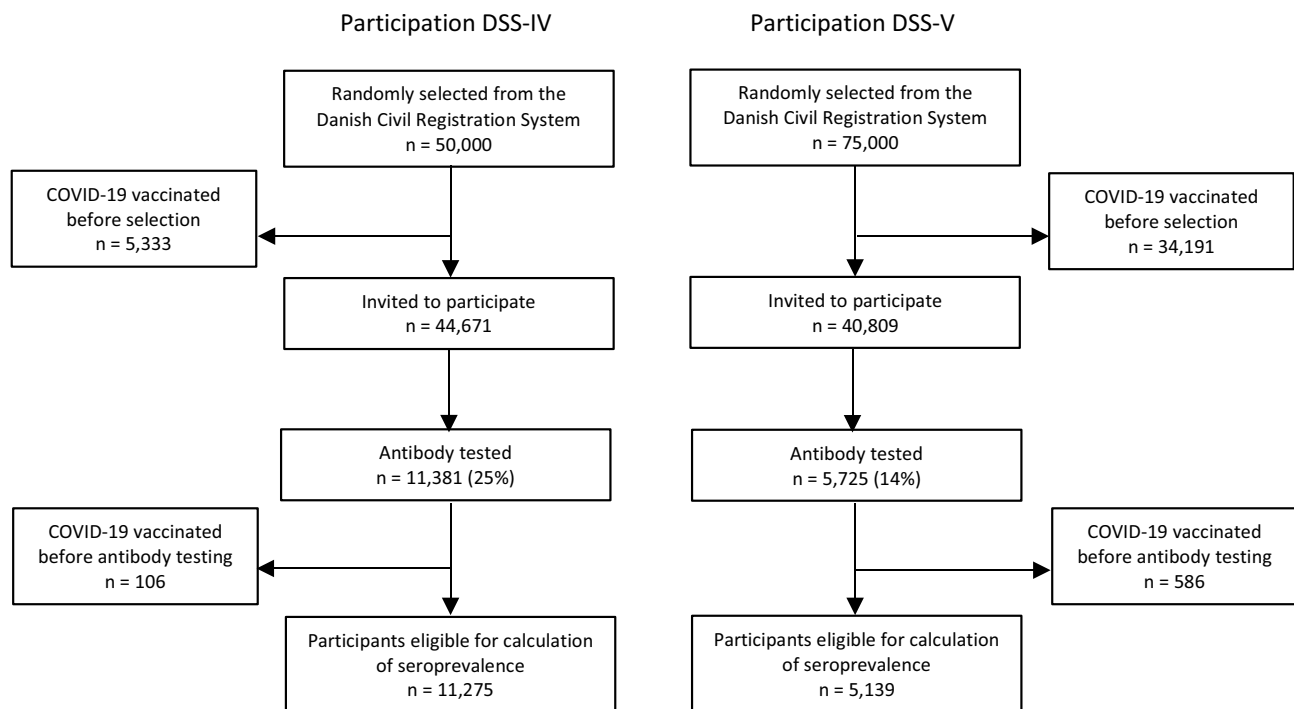 Participation DSS-IV
Randomly selected from the
Danish Civil Registration System
n = 50,000
COVID-19 vaccinated
before selection
n = 5,333
Invited to participate
n = 44,671
Antibody tested
n = 11,381 (25%)
COVID-19 vaccinated
before antibody testing
n = 106
Participants eligible for calculation
of seroprevalence
n = 11,275
Participation DSS-V
Randomly selected from the
Danish Civil Registration System
n = 75,000
COVID-19 vaccinated
before selection
n = 34,191
Invited to participate
n = 40,809
Antibody tested
n = 5,725 (14%)
COVID-19 vaccinated
before antibody testing
n = 586
Participants eligible for calculation
of seroprevalence
n = 5,139